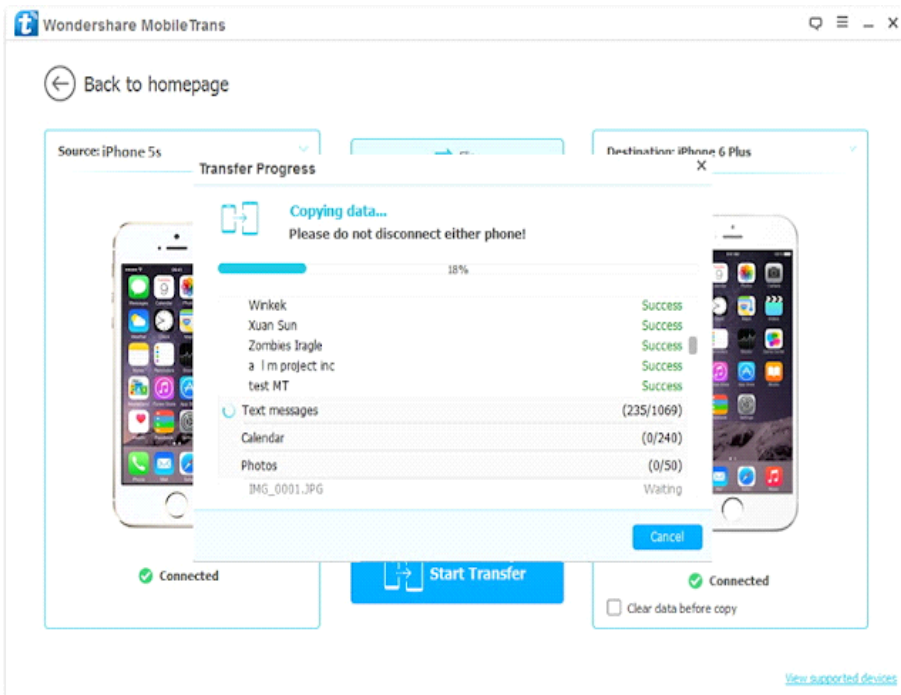 Wondershare MobileTrans
Back to homepage
Source: iPhone 5s
Destination: iPhone 6 Plus
Transfer Progress
Copying data...
Please do not disconnect either phone!
18%
Winkek Success
Xuan Sun Success
Zombies Iragle Success
a l m project inc Success
test MT Success
Text messages (235/1069)
Calendar (0/240)
Photos (0/50)
IMG_0001.JPG Waiting
Cancel
Start Transfer
Connected
Connected
Clear data before copy
View supported devices